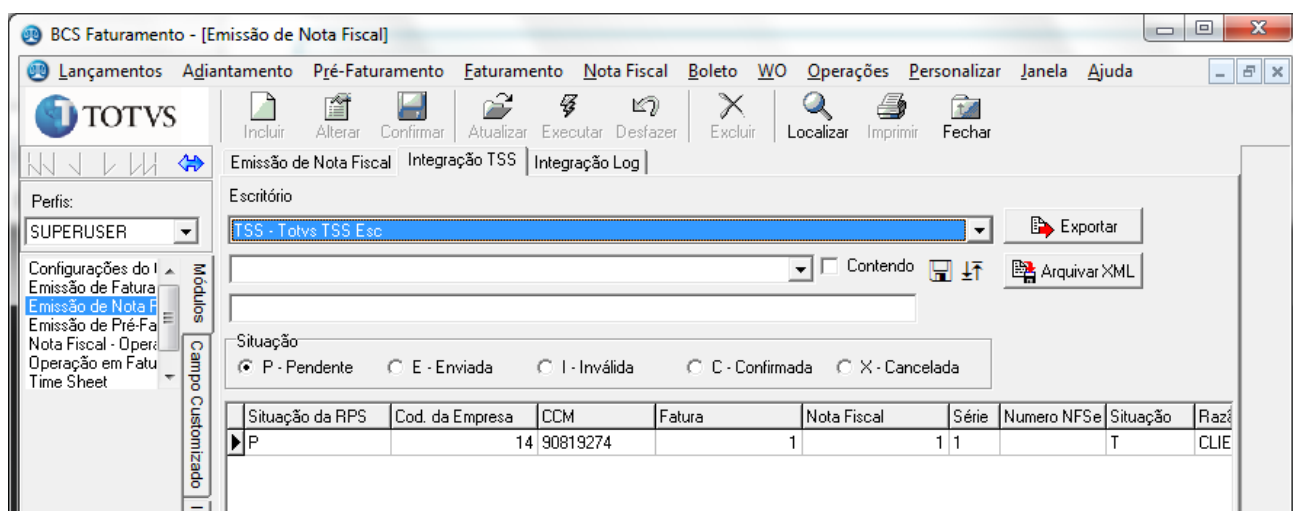 BCS Faturamento - [Emissão de Nota Fiscal]
Lançamentos Adiantamento Pré-Faturamento Faturamento Nota Fiscal Boleto WO Operações Personalizar Janela Ajuda
TOTVS
Incluir Alterar Confirmar Atualizar Executar Desfazer Excluir Localizar Imprimir Fechar
Emissão de Nota Fiscal Integração TSS Integração Log
Perfis:
SUPERUSER
Configurações do
Emissão de Fatura
Emissão de Nota F
Emissão de Pré-Fa
Nota Fiscal - Opera
Operação em Fatu
Time Sheet
Módulos
Campo Customizado
Escritório
TSS - Totvs TSS Esc
Exportar
Contendo
Arquivar XML
Situação
P - Pendente E - Enviada I - Inválida C - Confirmada X - Cancelada
Situação da RPS Cod. da Empresa CCM Fatura Nota Fiscal Série Numero NFSe Situação Razã
P 14 90819274 1 1 1 T CLIE